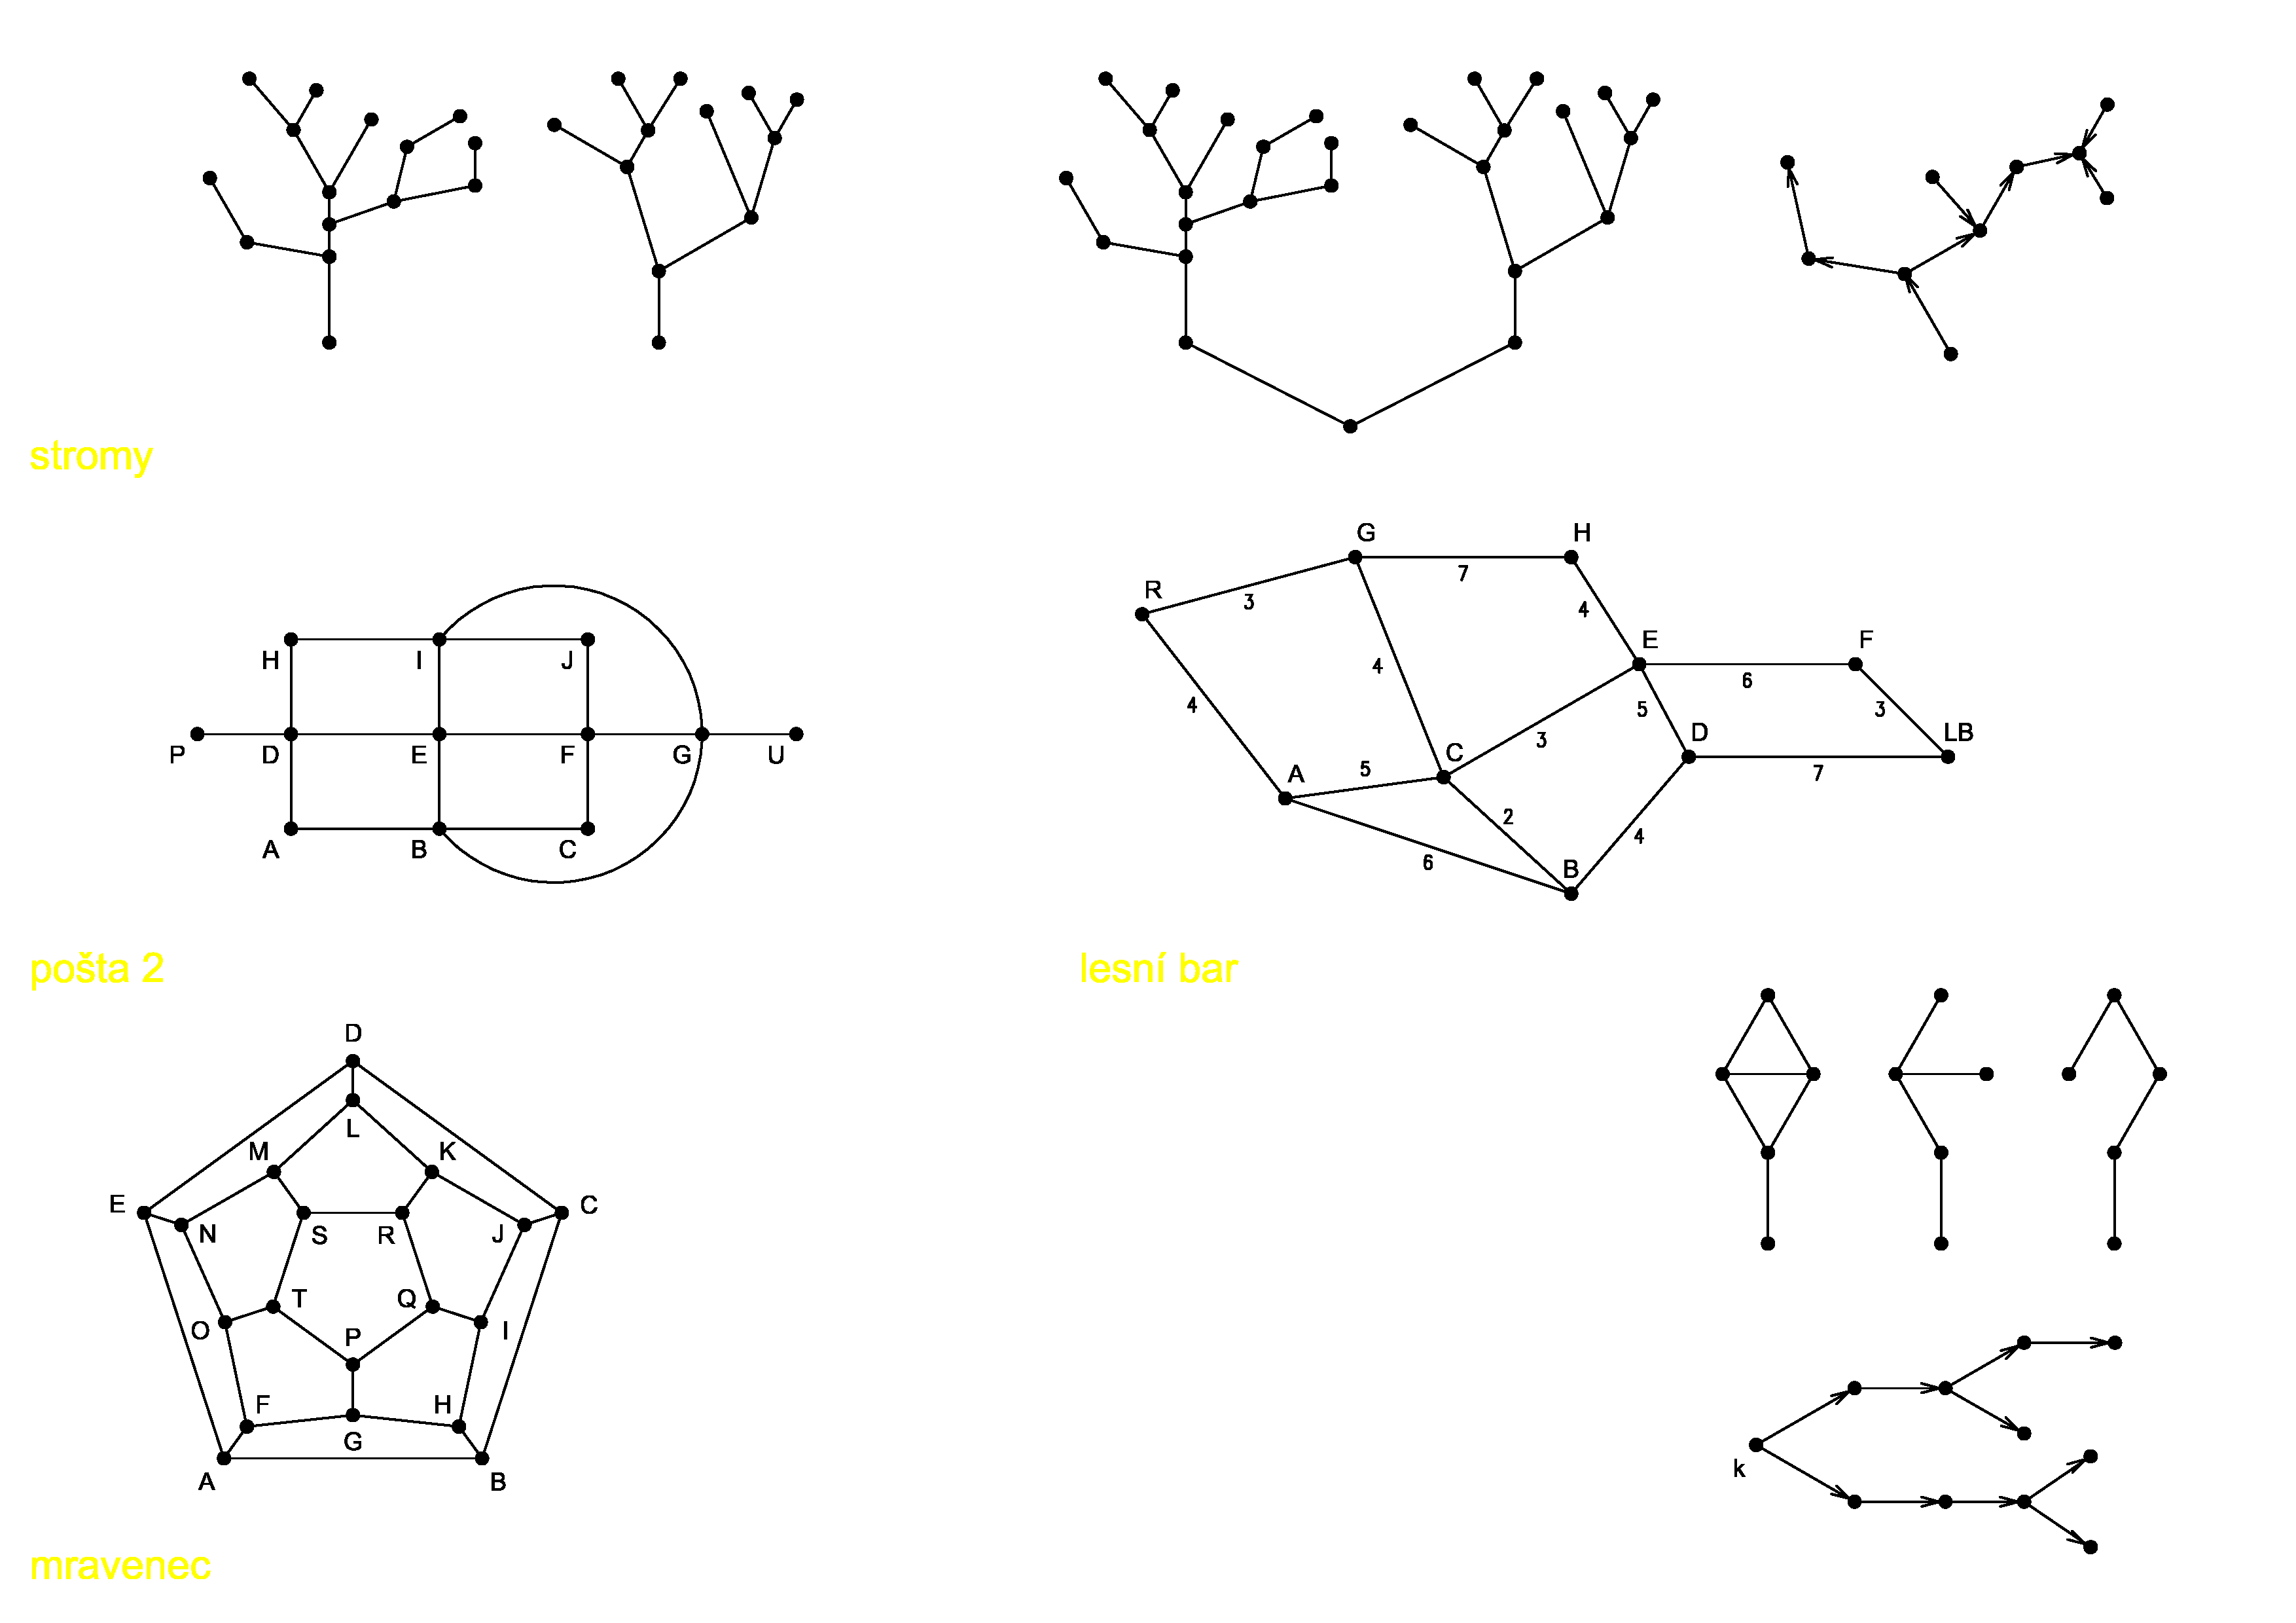 stromy
H I J
P D E F G U
A B C
pošta 2
G H
7
R
3
4
E F
4
6
4
5
3
C
3
D LB
A
5
7
2
4
6
B
lesní bar
D
L
M K
E C
N S R J
T Q
O P I
F H
G
A B
mravenec
k